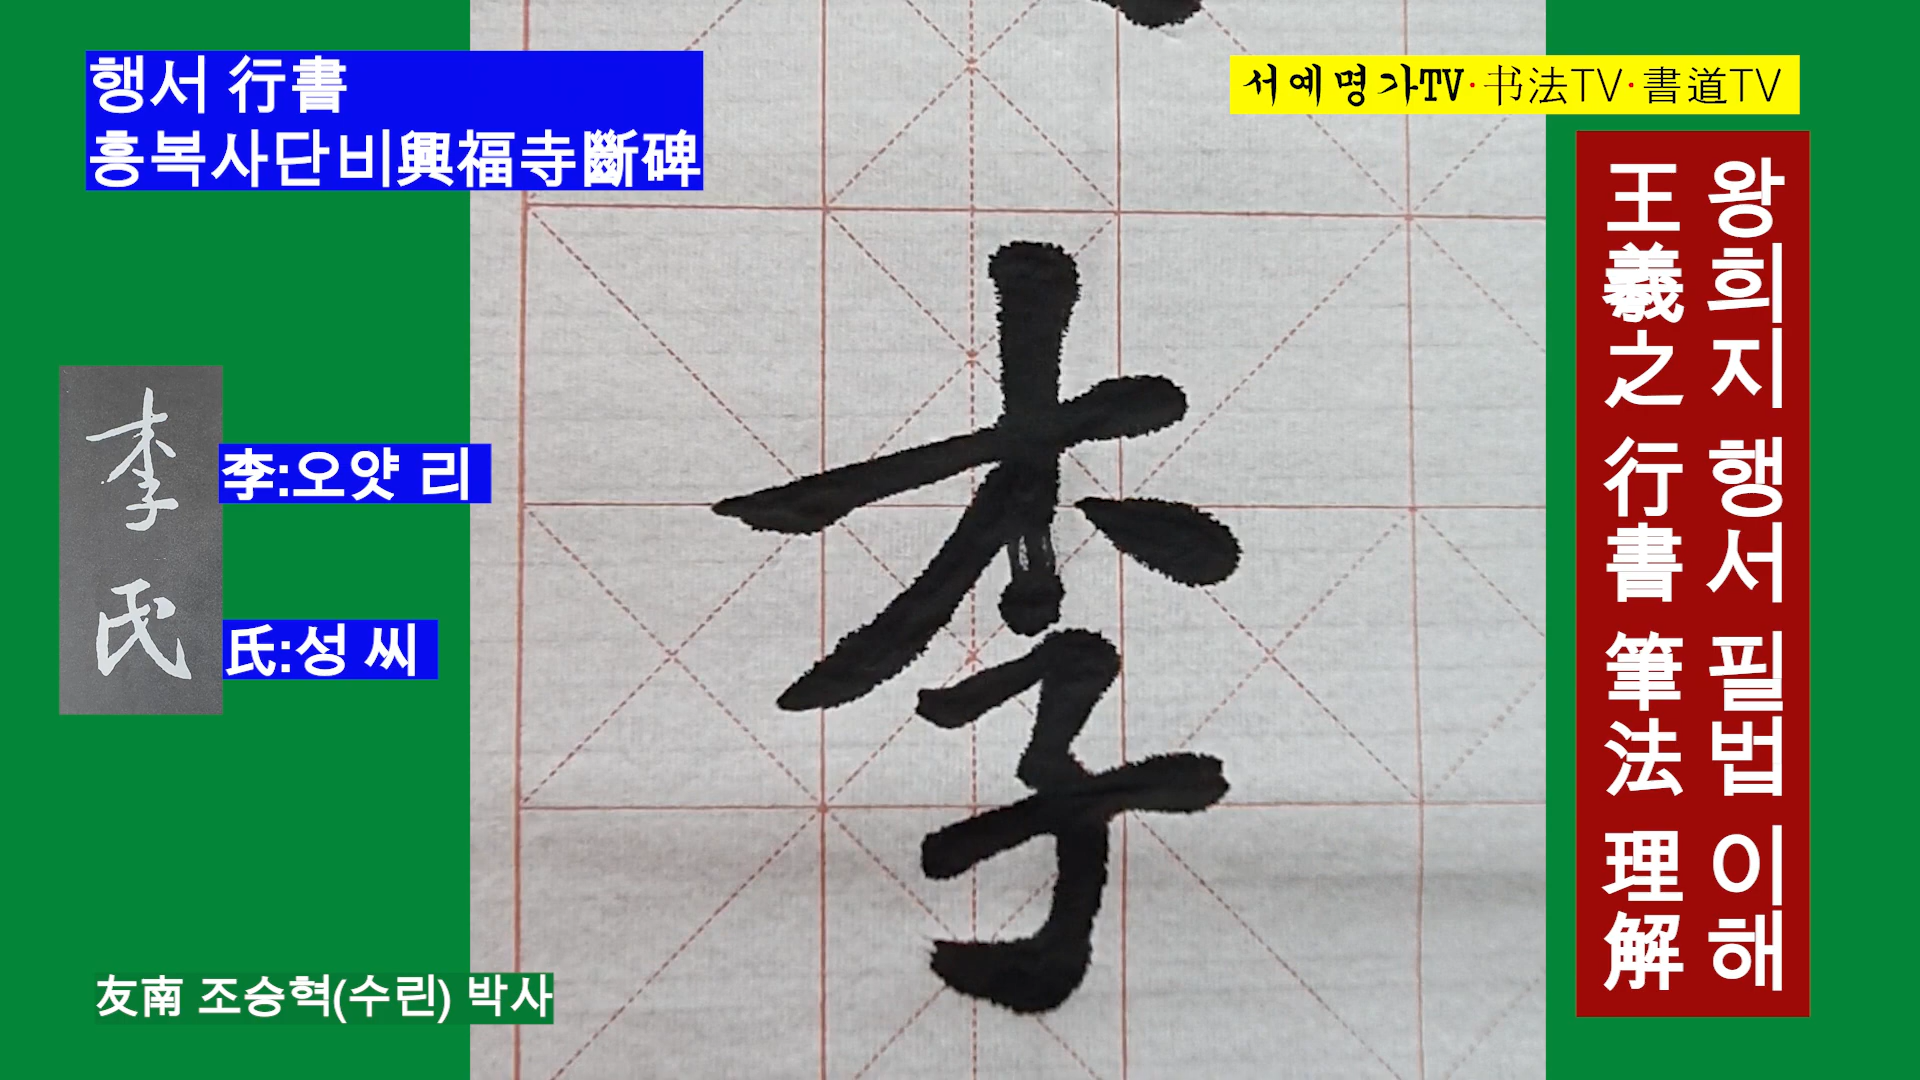 행서 行書
흥복사단비興福寺斷碑
서예명가TV·书法TV·書道TV
왕희지 행서 필법 이해
王羲之 行書 筆法 理解
李
李
氏
李:오얏 리
氏:성 씨
友南 조승혁(수린) 박사